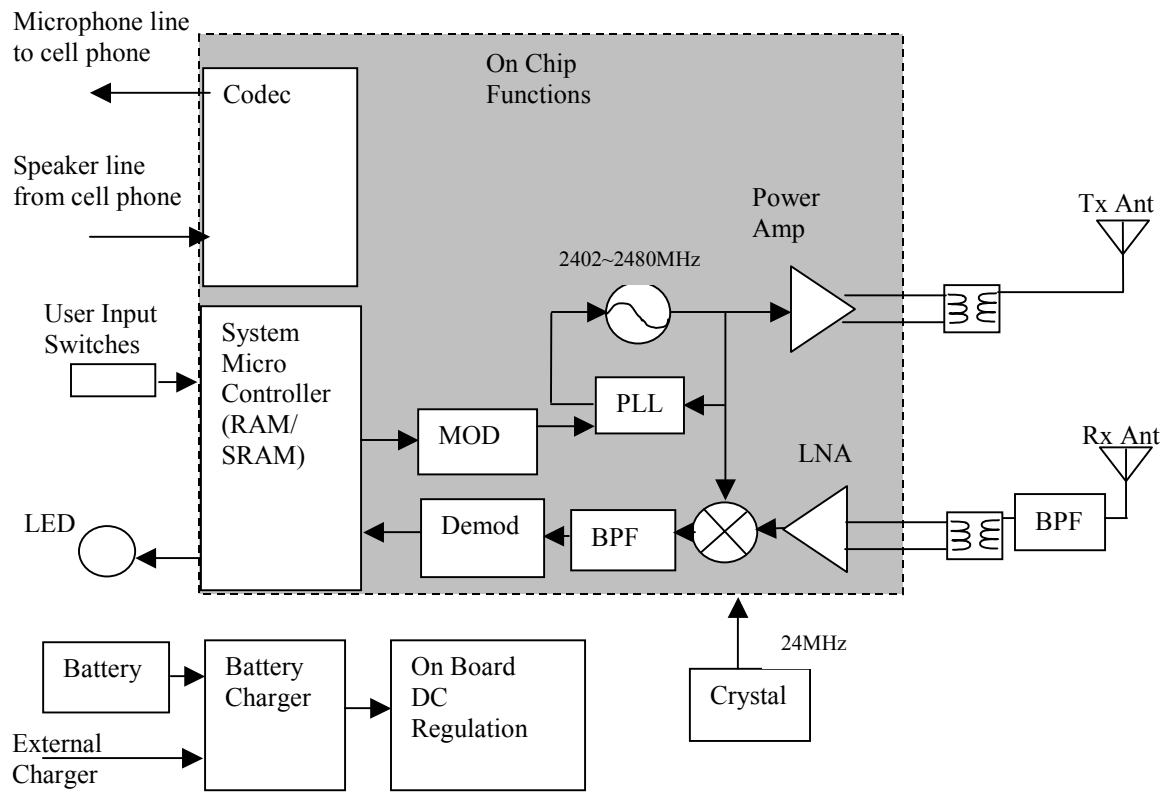 Microphone line
to cell phone
On Chip
Functions
Codec
Speaker line
from cell phone
Power
Amp
Tx Ant
2402~2480MHz
User Input
Switches
System
Micro
Controller
(RAM/
SRAM)
PLL
MOD
LNA
Rx Ant
LED
Demod
BPF
BPF
24MHz
Battery
Battery
Charger
On Board
DC
Regulation
Crystal
External
Charger